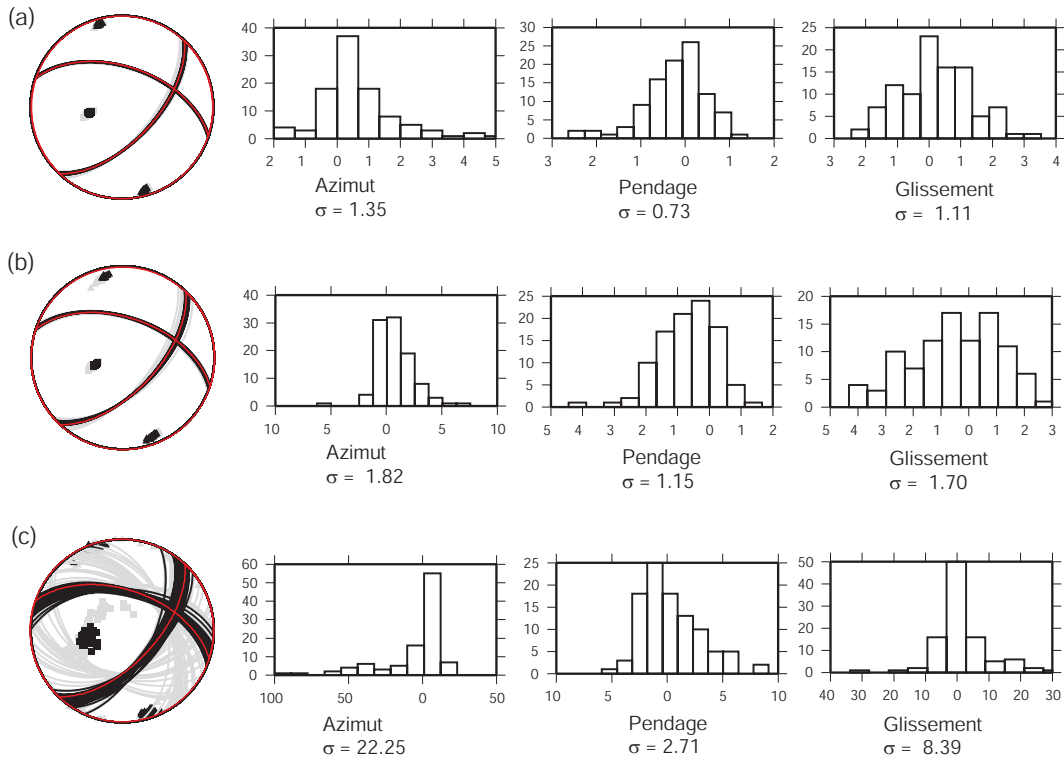 (a)
40
30
20
10
0
2 1 0 1 2 3 4 5
Azimut
σ = 1.35
30
25
20
15
10
5
0
3 2 1 0 1 2
Pendage
σ = 0.73
25
20
15
10
5
0
3 2 1 0 1 2 3 4
Glissement
σ = 1.11
(b)
40
30
20
10
0
10 5 0 5 10
Azimut
σ = 1.82
25
20
15
10
5
0
5 4 3 2 1 0 1 2
Pendage
σ = 1.15
20
15
10
5
0
5 4 3 2 1 0 1 2 3
Glissement
σ = 1.70
(c)
60
50
40
30
20
10
0
100 50 0 50
Azimut
σ = 22.25
25
20
15
10
5
0
10 5 0 5 10
Pendage
σ = 2.71
50
40
30
20
10
0
40 30 20 10 0 10 20 30
Glissement
σ = 8.39